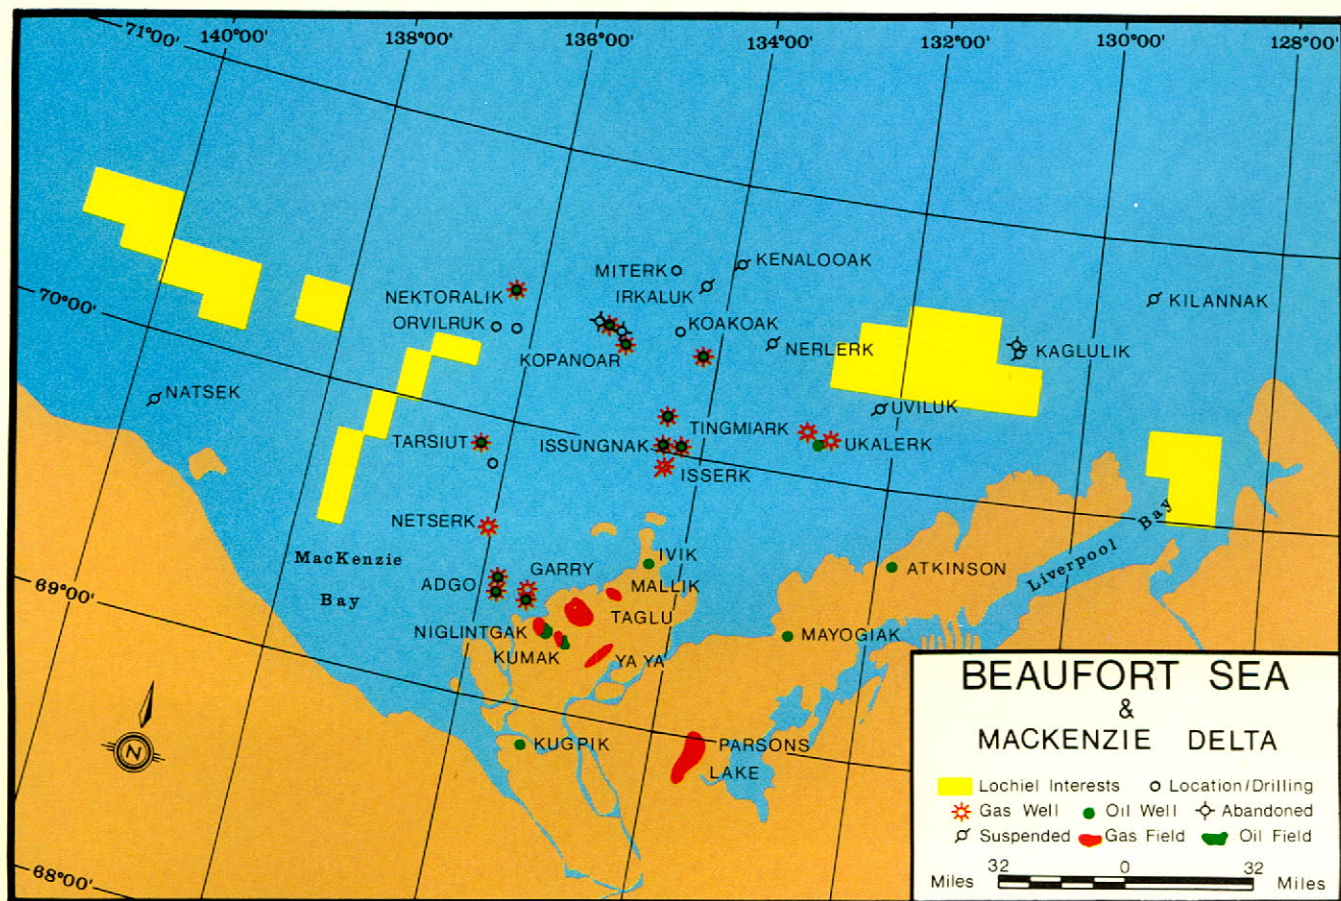 71°00'
140°00'
138°00'
136°00'
134°00'
132°00'
130°00'
128°00'
70°00'
69°00'
68°00'
MITERK
KENALOOAK
NEKTORALIK
IRKALUK
KILANNAK
ORVILRUK
KOAKOAK
KOPANOAR
NERLERK
KAGLULIK
NATSEK
UVILUK
TARSIUT
TINGMIARK
ISSUNGNAK
UKALERK
ISSERK
NETSERK
MacKenzie
Bay
IVIK
GARRY
ADGO
MALLIK
ATKINSON
Liverpool Bay
TAGLU
NIGLINTGAK
MAYOGIAK
KUMAK
YA YA
KUGPIK
PARSONS
LAKE
N
BEAUFORT SEA
&
MACKENZIE DELTA
Lochiel Interests
Location/Drilling
Gas Well
Oil Well
Abandoned
Suspended
Gas Field
Oil Field
32 0 32
Miles Miles